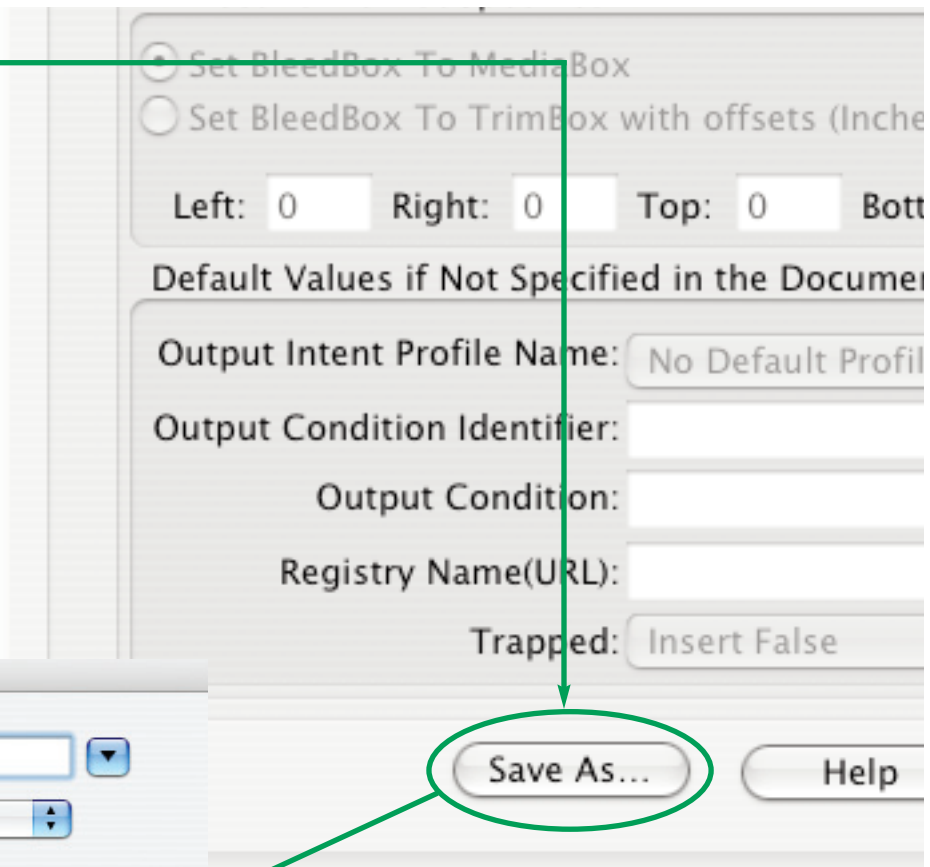 Set BleedBox To MediaBox
Set BleedBox To TrimBox with offsets (Inche
Left: 0 Right: 0 Top: 0 Bott
Default Values if Not Specified in the Documen
Output Intent Profile Name: No Default Profil
Output Condition Identifier:
Output Condition:
Registry Name(URL):
Trapped: Insert False
Save As... Help